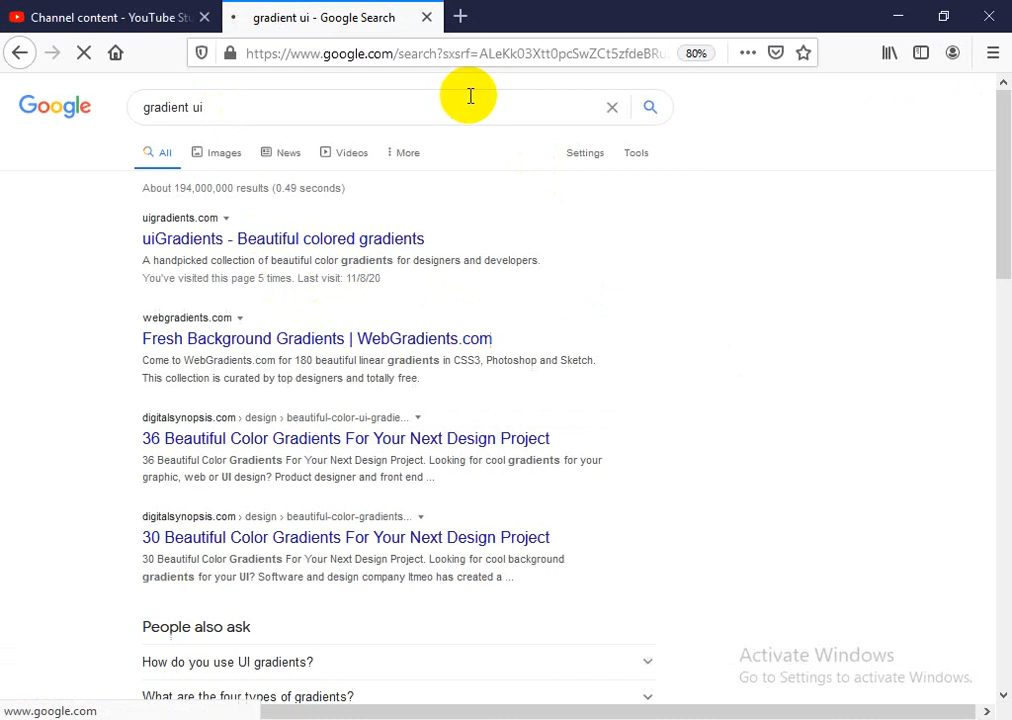 Channel content - YouTube Stu
gradient ui - Google Search
https://www.google.com/search?sxsrf=ALeKk03Xtt0pcSwZCt5zfdeBRu
80%
Google
gradient ui
All
Images
News
Videos
More
Settings
Tools
About 194,000,000 results (0.49 seconds)
uigradients.com
uiGradients - Beautiful colored gradients
A handpicked collection of beautiful color gradients for designers and developers.
You've visited this page 5 times. Last visit: 11/8/20
webgradients.com
Fresh Background Gradients | WebGradients.com
Come to WebGradients.com for 180 beautiful linear gradients in CSS3, Photoshop and Sketch.
This collection is curated by top designers and totally free.
digitalsynopsis.com › design › beautiful-color-ui-gradie...
36 Beautiful Color Gradients For Your Next Design Project
36 Beautiful Color Gradients For Your Next Design Project. Looking for cool gradients for your
graphic, web or UI design? Product designer and front end ...
digitalsynopsis.com › design › beautiful-color-gradients...
30 Beautiful Color Gradients For Your Next Design Project
30 Beautiful Color Gradients For Your Next Design Project. Looking for cool background
gradients for your UI? Software and design company Itmeo has created a ...
People also ask
How do you use UI gradients?
What are the four types of gradients?
Activate Windows
Go to Settings to activate Windows.
www.google.com